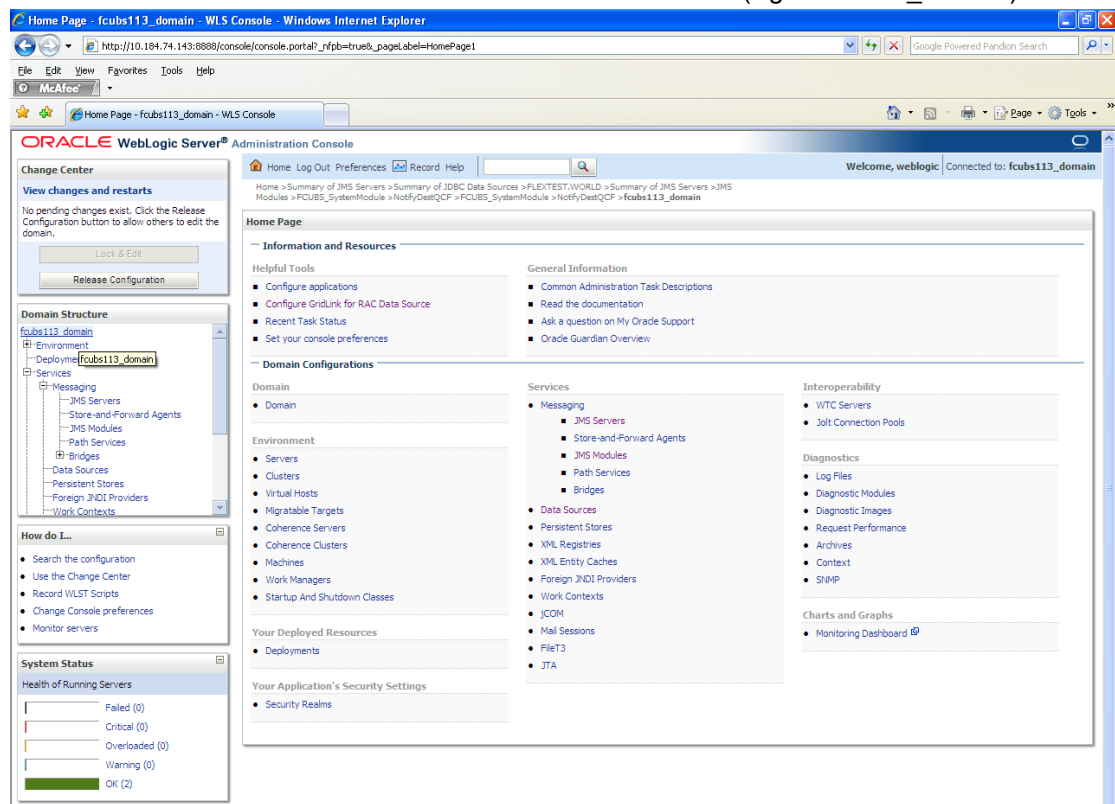 Home Page - fcubs113_domain - WLS Console - Windows Internet Explorer
http://10.184.74.143:8888/console/console.portal?_nfpb=true&_pageLabel=HomePage1
Google Powered Pandion Search
File Edit View Favorites Tools Help
McAfee
Home Page - fcubs113_domain - WLS Console
Page Tools
ORACLE WebLogic Server® Administration Console
Change Center
View changes and restarts
No pending changes exist. Click the Release
Configuration button to allow others to edit the
domain.
Lock & Edit
Release Configuration
Domain Structure
fcubs113_domain
Environment
Deployme
fcubs113_domain
Services
Messaging
JMS Servers
Store-and-Forward Agents
JMS Modules
Path Services
Bridges
Data Sources
Persistent Stores
Foreign JNDI Providers
Work Contexts
How do I...
Search the configuration
Use the Change Center
Record WLST Scripts
Change Console preferences
Monitor servers
System Status
Health of Running Servers
Failed (0)
Critical (0)
Overloaded (0)
Warning (0)
OK (2)
Home Log Out Preferences Record Help
Welcome, weblogic Connected to: fcubs113_domain
Home >Summary of JMS Servers >Summary of JDBC Data Sources >FLEXTEST.WORLD >Summary of JMS Servers >JMS
Modules >FCUBS_SystemModule >NotifyDestQCF >FCUBS_SystemModule >NotifyDestQCF >fcubs113_domain
Home Page
Information and Resources
Helpful Tools
Configure applications
Configure GridLink for RAC Data Source
Recent Task Status
Set your console preferences
General Information
Common Administration Task Descriptions
Read the documentation
Ask a question on My Oracle Support
Oracle Guardian Overview
Domain Configurations
Domain
Domain
Environment
Servers
Clusters
Virtual Hosts
Migratable Targets
Coherence Servers
Coherence Clusters
Machines
Work Managers
Startup And Shutdown Classes
Your Deployed Resources
Deployments
Your Application's Security Settings
Security Realms
Services
Messaging
JMS Servers
Store-and-Forward Agents
JMS Modules
Path Services
Bridges
Data Sources
Persistent Stores
XML Registries
XML Entity Caches
Foreign JNDI Providers
Work Contexts
jCOM
Mail Sessions
FileT3
JTA
Interoperability
WTC Servers
Jolt Connection Pools
Diagnostics
Log Files
Diagnostic Modules
Diagnostic Images
Request Performance
Archives
Context
SNMP
Charts and Graphs
Monitoring Dashboard